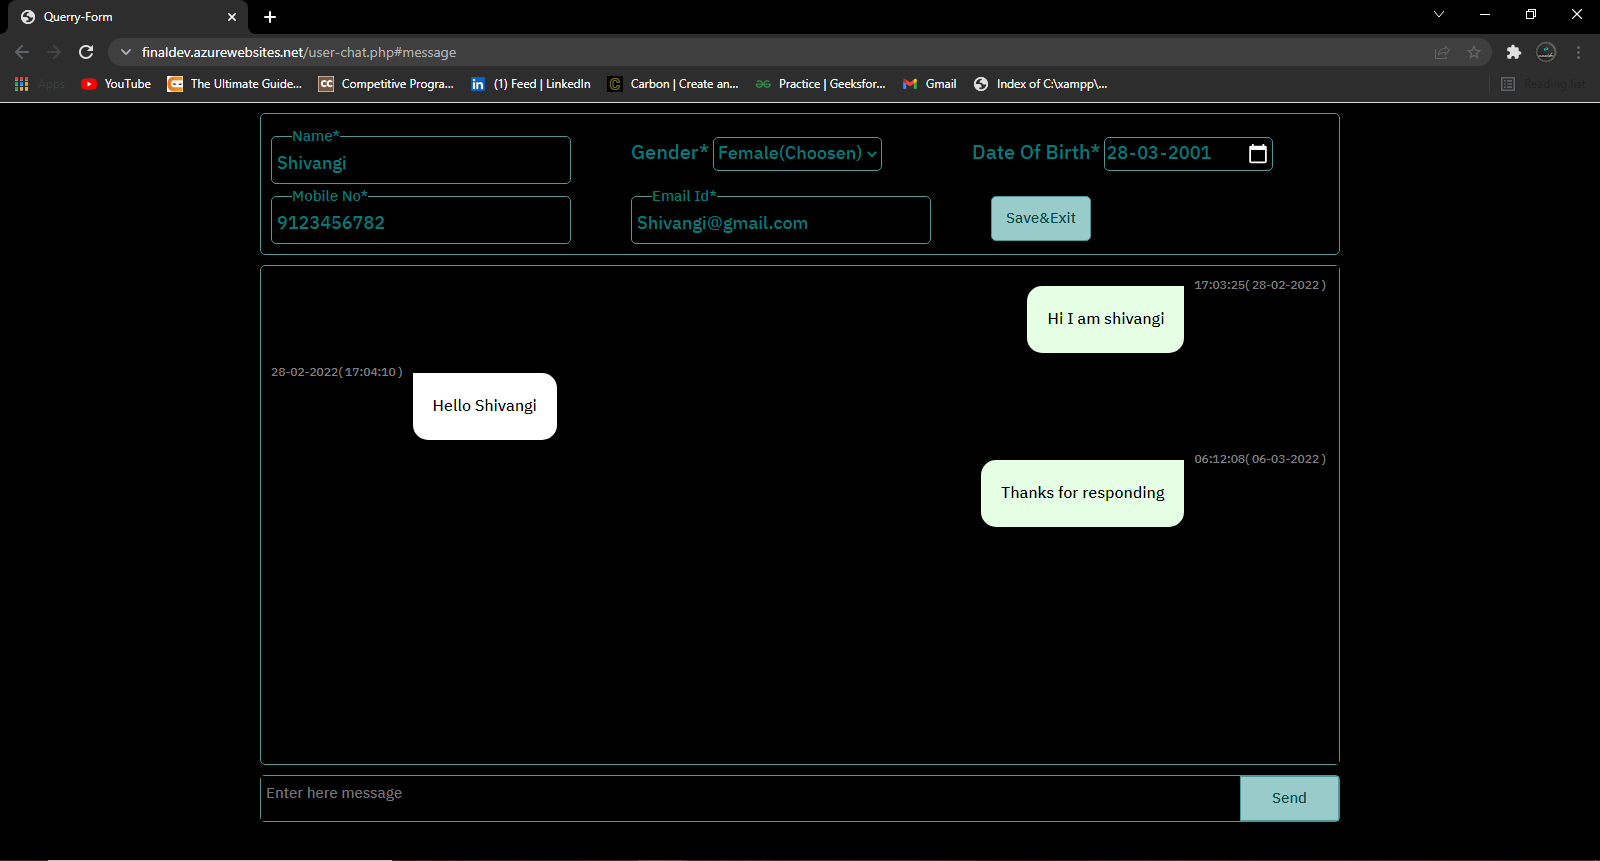 Querry-Form
finaldev.azurewebsites.net/user-chat.php#message
Apps YouTube The Ultimate Guide... Competitive Progra... (1) Feed | LinkedIn Carbon | Create an... Practice | Geeksfor... Gmail Index of C:\xampp\... Reading list
Name*
Shivangi
Gender* Female(Choosen)
Date Of Birth* 28-03-2001
Mobile No*
9123456782
Email Id*
Shivangi@gmail.com
Save&Exit
17:03:25( 28-02-2022 )
Hi I am shivangi
28-02-2022( 17:04:10 )
Hello Shivangi
06:12:08( 06-03-2022 )
Thanks for responding
Enter here message
Send